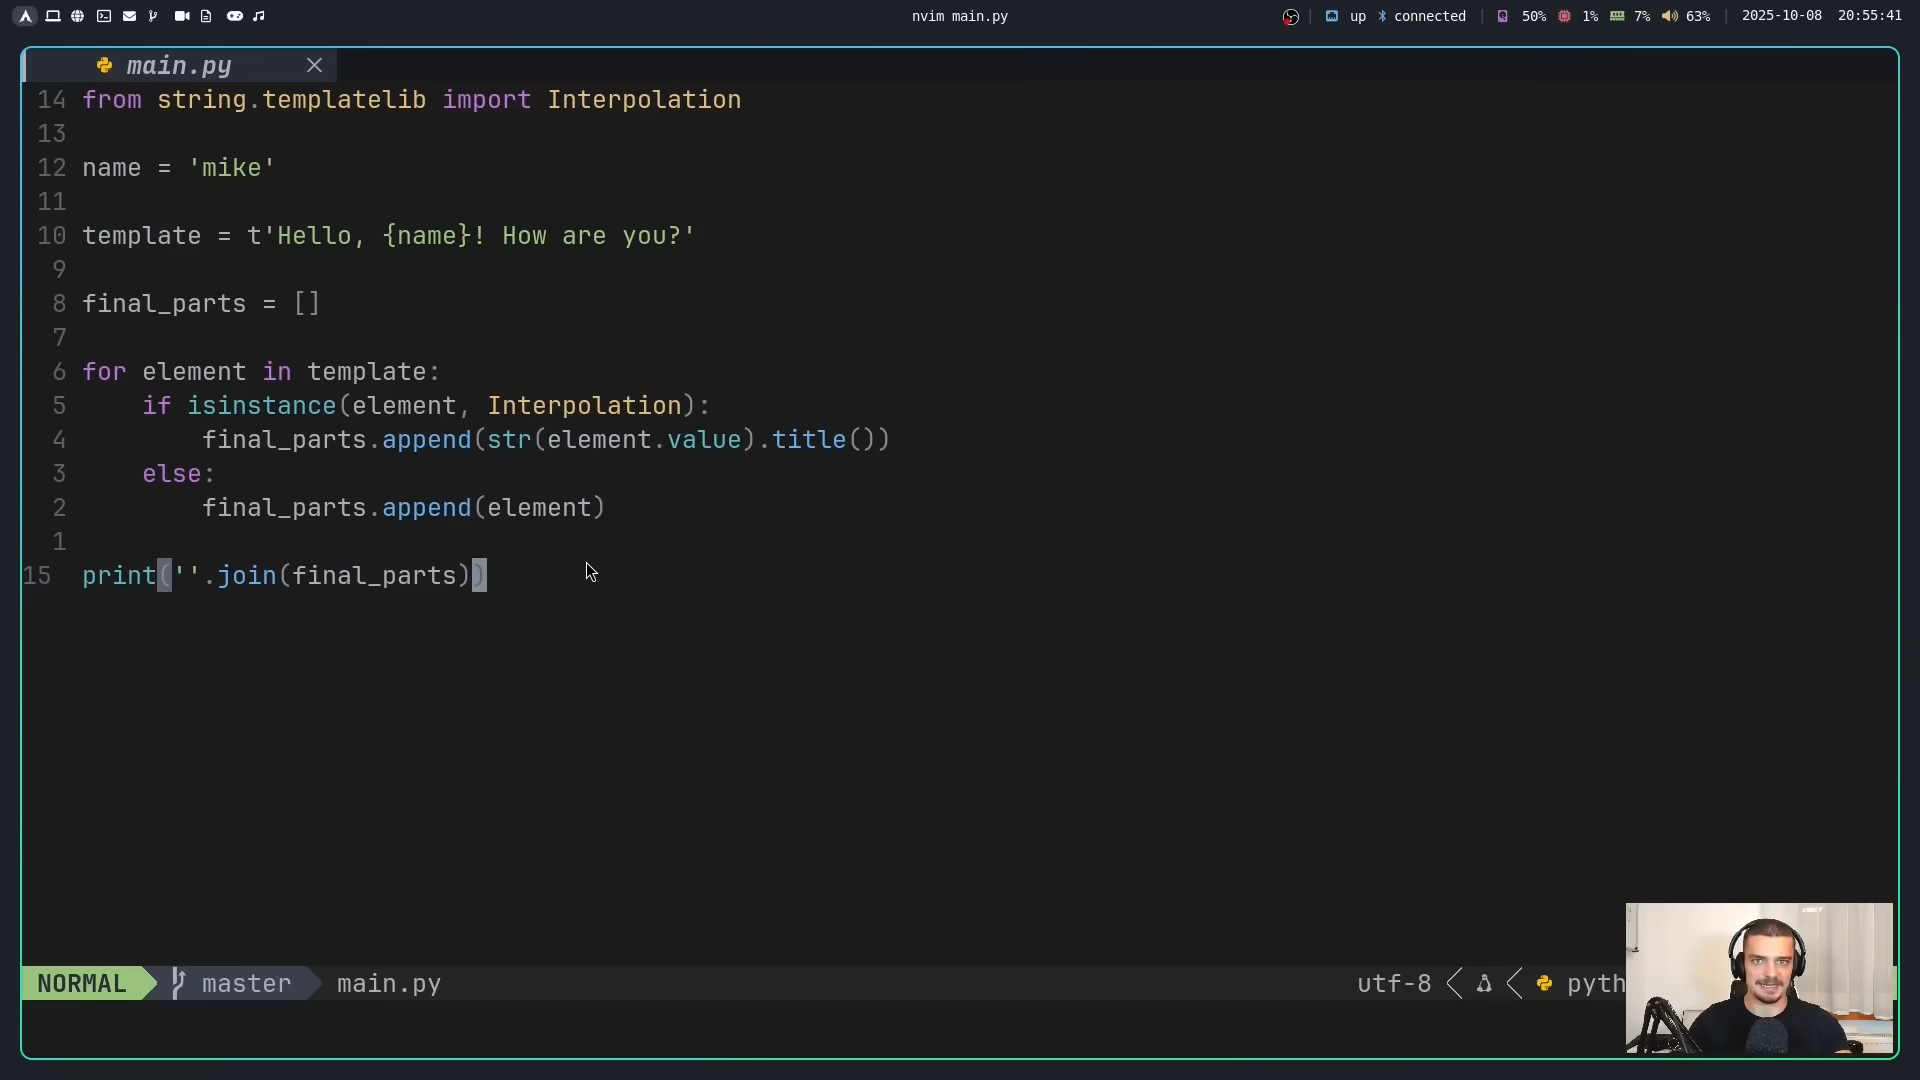 nvim main.py
up connected 50% 1% 7% 63% 2025-10-08 20:55:41
main.py
14 from string.templatelib import Interpolation
13
12 name = 'mike'
11
10 template = t'Hello, {name}! How are you?'
9
8 final_parts = []
7
6 for element in template:
5     if isinstance(element, Interpolation):
4         final_parts.append(str(element.value).title())
3     else:
2         final_parts.append(element)
1
15 print(''.join(final_parts))
NORMAL master main.py utf-8 pyth